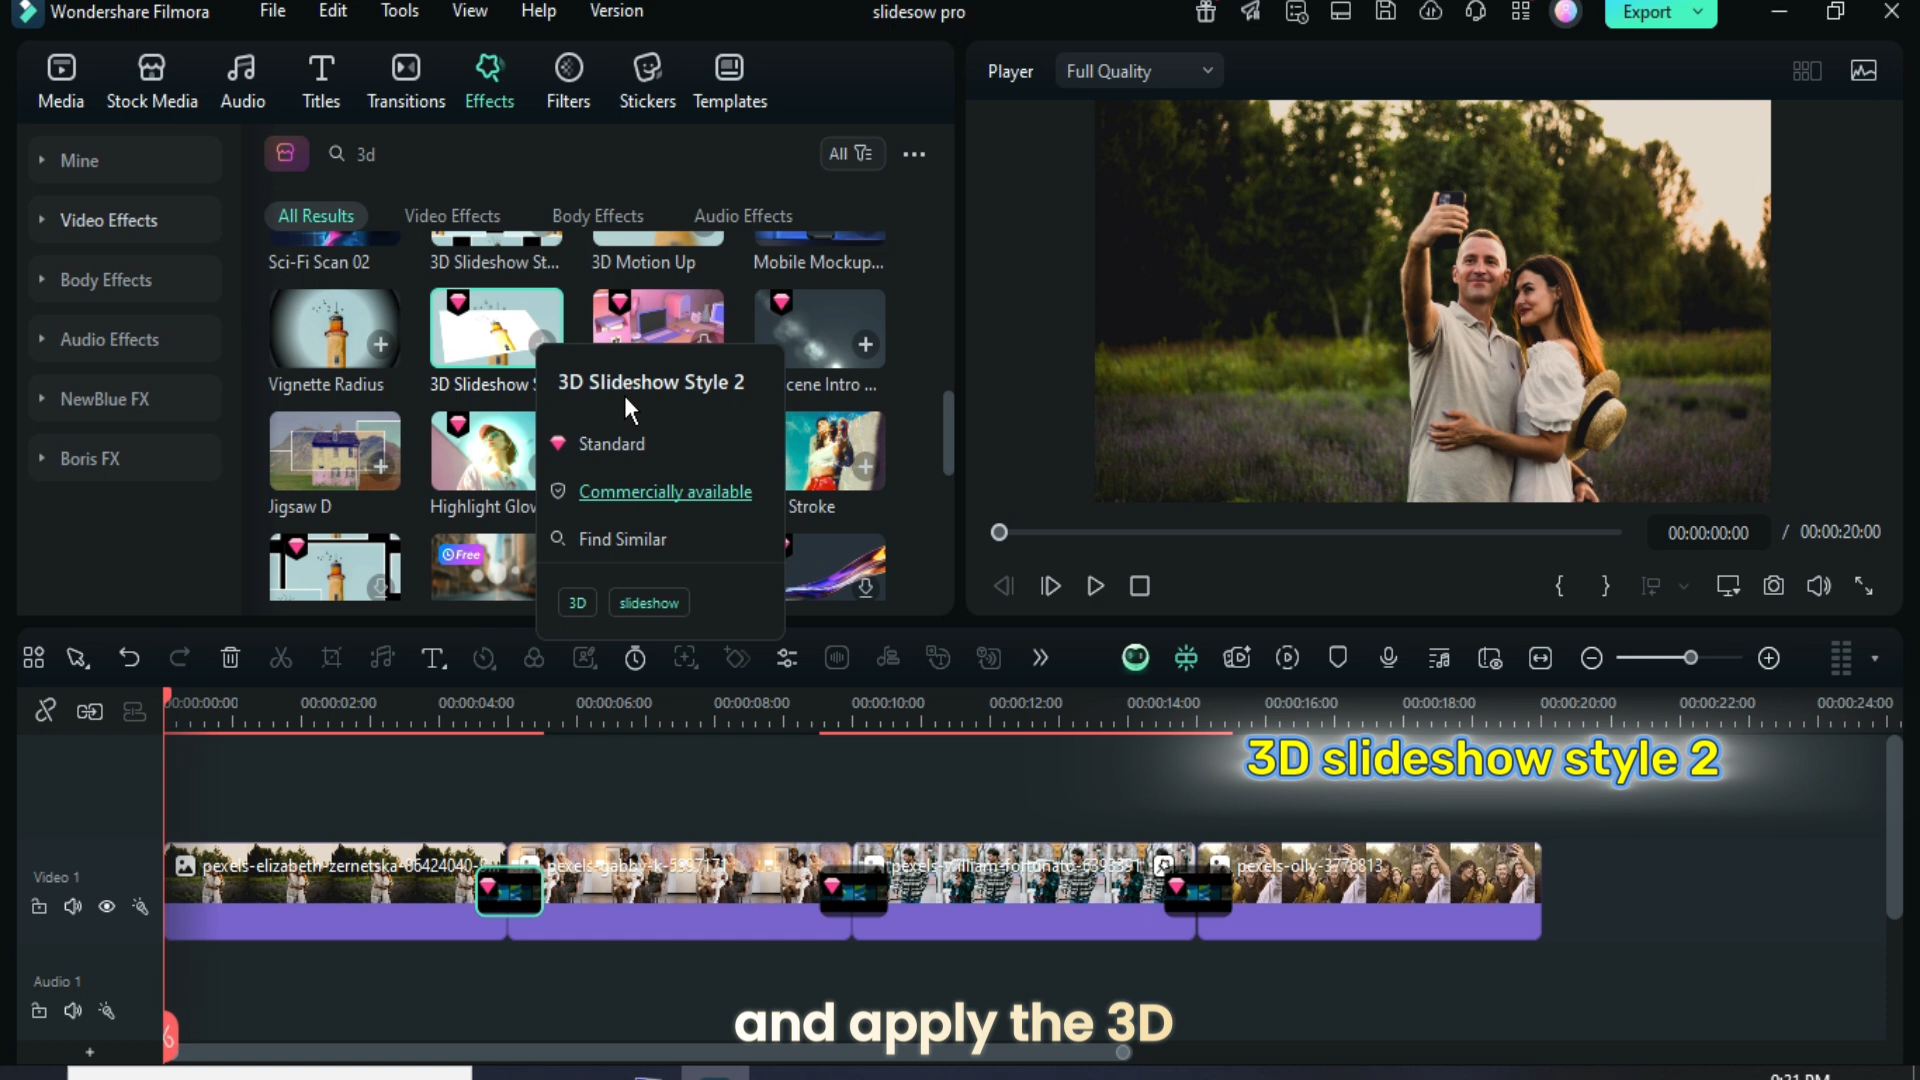 Wondershare Filmora
File
Edit
Tools
View
Help
Version
slidesow pro
Export
Media
Stock Media
Audio
Titles
Transitions
Effects
Filters
Stickers
Templates
Player
Full Quality
Mine
Video Effects
Body Effects
Audio Effects
NewBlue FX
Boris FX
3d
All
All Results
Video Effects
Body Effects
Audio Effects
Sci-Fi Scan 02
3D Slideshow St...
3D Motion Up
Mobile Mockup...
Vignette Radius
3D Slideshow
cene Intro ...
3D Slideshow Style 2
Standard
Commercially available
Find Similar
3D
slideshow
Jigsaw D
Highlight Glow
Stroke
Free
00:00:00:00
/ 00:00:20:00
00:00:00:00
00:00:02:00
00:00:04:00
00:00:06:00
00:00:08:00
00:00:10:00
00:00:12:00
00:00:14:00
00:00:16:00
00:00:18:00
00:00:20:00
00:00:22:00
00:00:24:00
3D slideshow style 2
pexels-elizabeth-zernetska-86424040-
pexels-gabby-k-5997171
pexels-william-fortunato-6393391
pexels-olly-3776813
Video 1
Audio 1
and apply the 3D